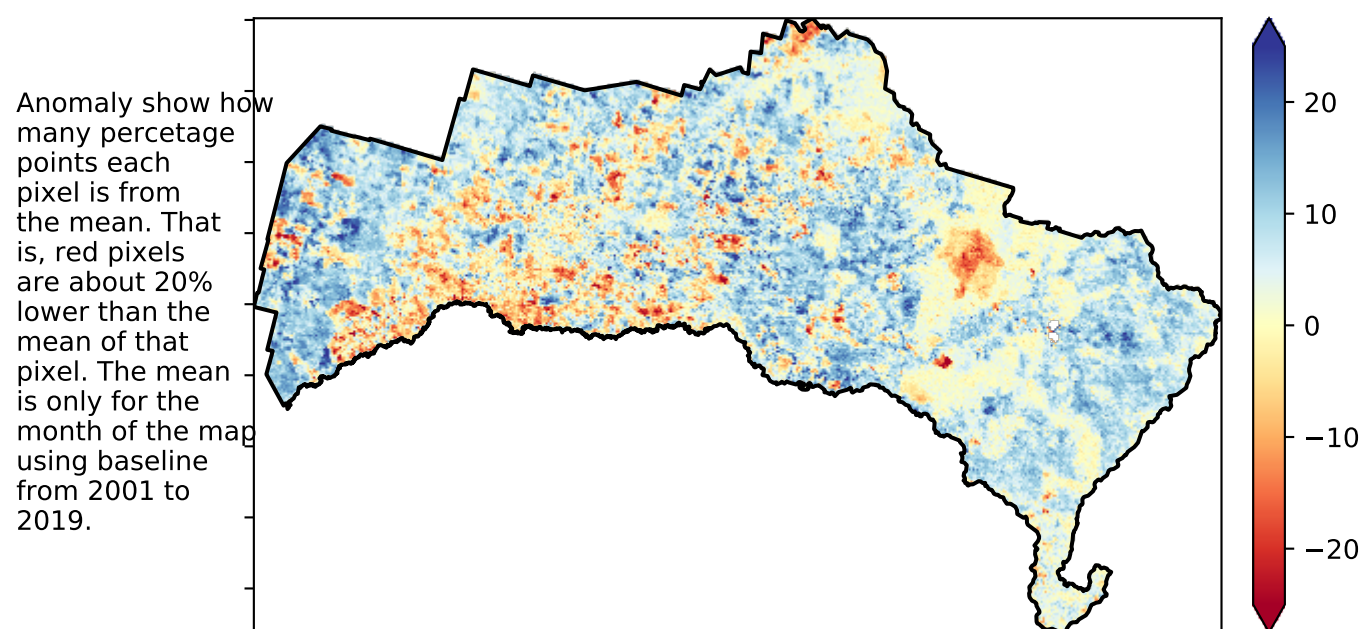 Anomaly show how
many percetage
points each
pixel is from
the mean. That
is, red pixels
are about 20%
lower than the
mean of that
pixel. The mean
is only for the
month of the map
using baseline
from 2001 to
2019.
20
10
0
−10
−20